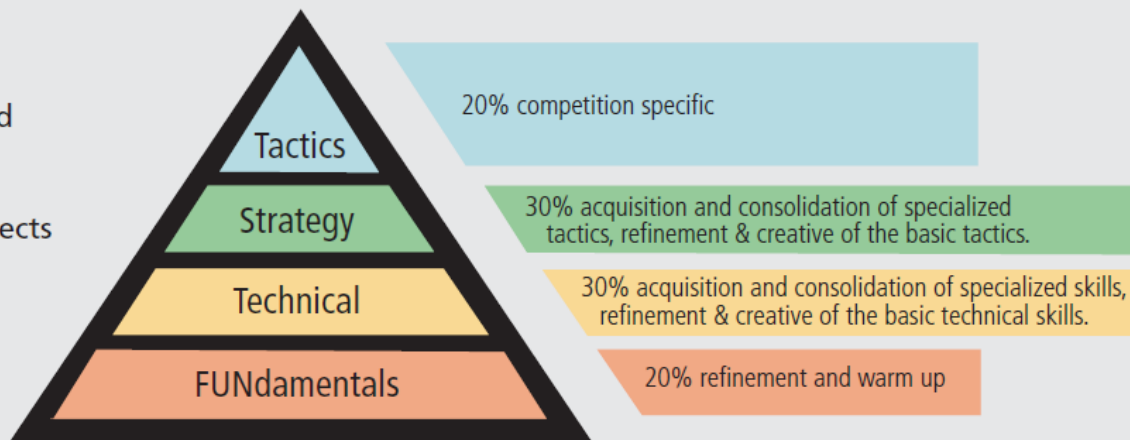 20% competition specific
Tactics
Strategy
30% acquisition and consolidation of specialized
tactics, refinement & creative of the basic tactics.
Technical
30% acquisition and consolidation of specialized skills,
refinement & creative of the basic technical skills.
FUNdamentals
20% refinement and warm up